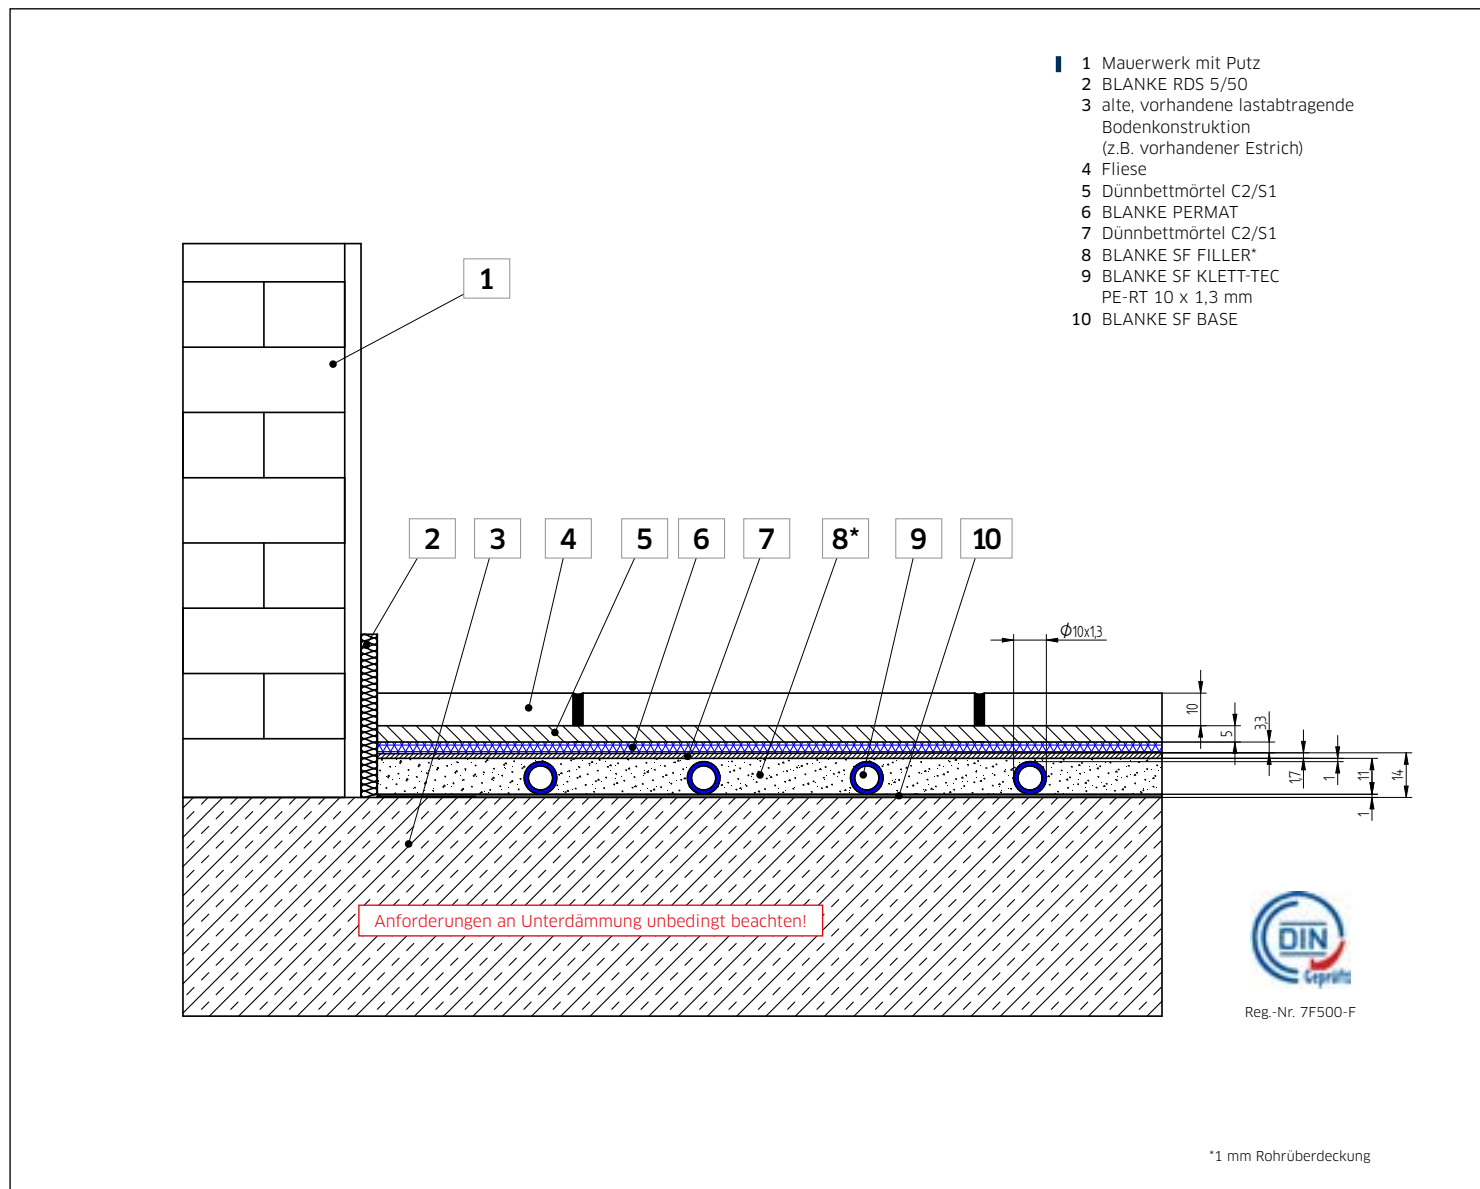 1 Mauerwerk mit Putz
2 BLANKE RDS 5/50
3 alte, vorhandene lastabtragende
Bodenkonstruktion
(z.B. vorhandener Estrich)
4 Fliese
5 Dünnbettmörtel C2/S1
6 BLANKE PERMAT
7 Dünnbettmörtel C2/S1
8 BLANKE SF FILLER*
9 BLANKE SF KLETT-TEC
PE-RT 10 x 1,3 mm
10 BLANKE SF BASE
1
2 3 4 5 6 7 8* 9 10
Φ10x1,3
10
5
3,3
1,7
1
11
14
1
Anforderungen an Unterdämmung unbedingt beachten!
DIN
Geprüft
Reg.-Nr. 7F500-F
*1 mm Rohrüberdeckung